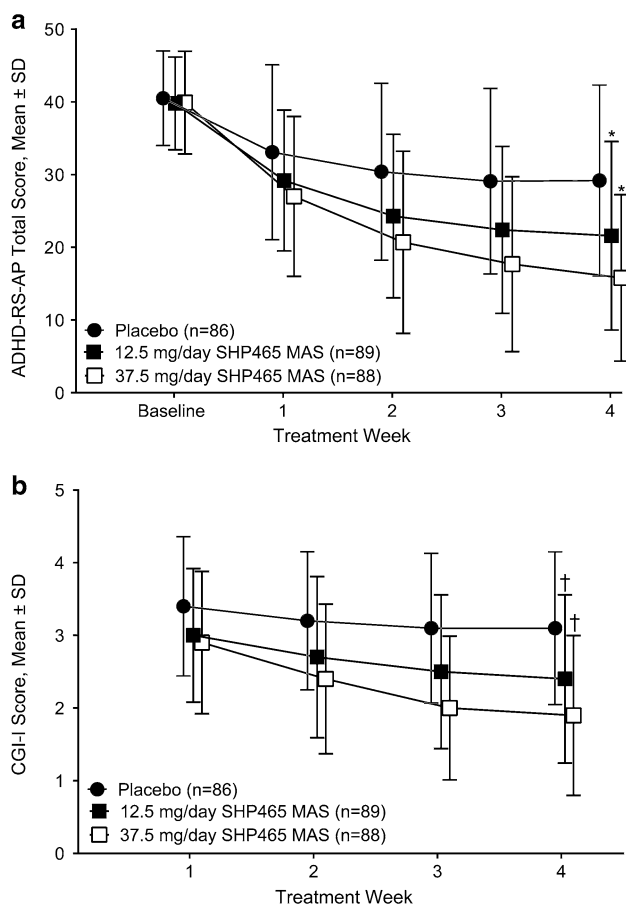 a
ADHD-RS-AP Total Score, Mean ± SD
50
40
30
20
10
0
*
*
Placebo (n=86)
12.5 mg/day SHP465 MAS (n=89)
37.5 mg/day SHP465 MAS (n=88)
Baseline 1 2 3 4
Treatment Week
b
CGI-I Score, Mean ± SD
5
4
3
2
1
0
†
†
Placebo (n=86)
12.5 mg/day SHP465 MAS (n=89)
37.5 mg/day SHP465 MAS (n=88)
1 2 3 4
Treatment Week